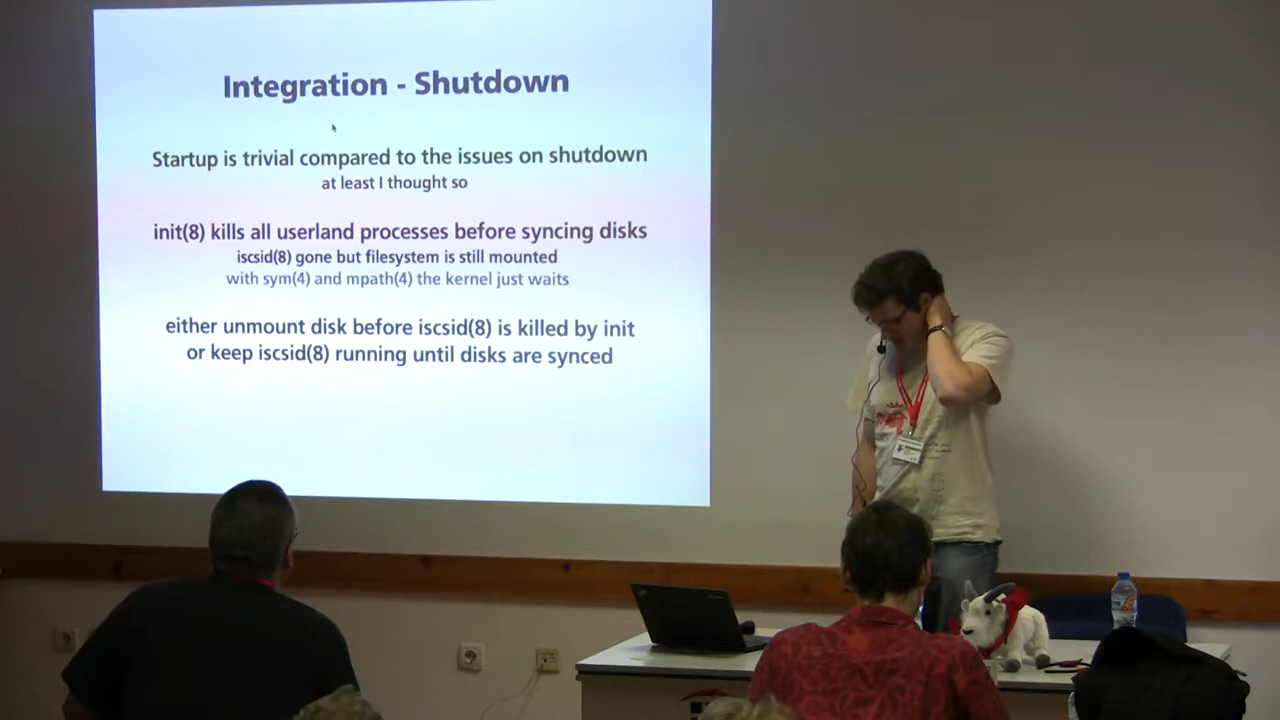 Integration - Shutdown
Startup is trivial compared to the issues on shutdown
at least I thought so
init(8) kills all userland processes before syncing disks
iscsid(8) gone but filesystem is still mounted
with sym(4) and mpath(4) the kernel just waits
either unmount disk before iscsid(8) is killed by init
or keep iscsid(8) running until disks are synced